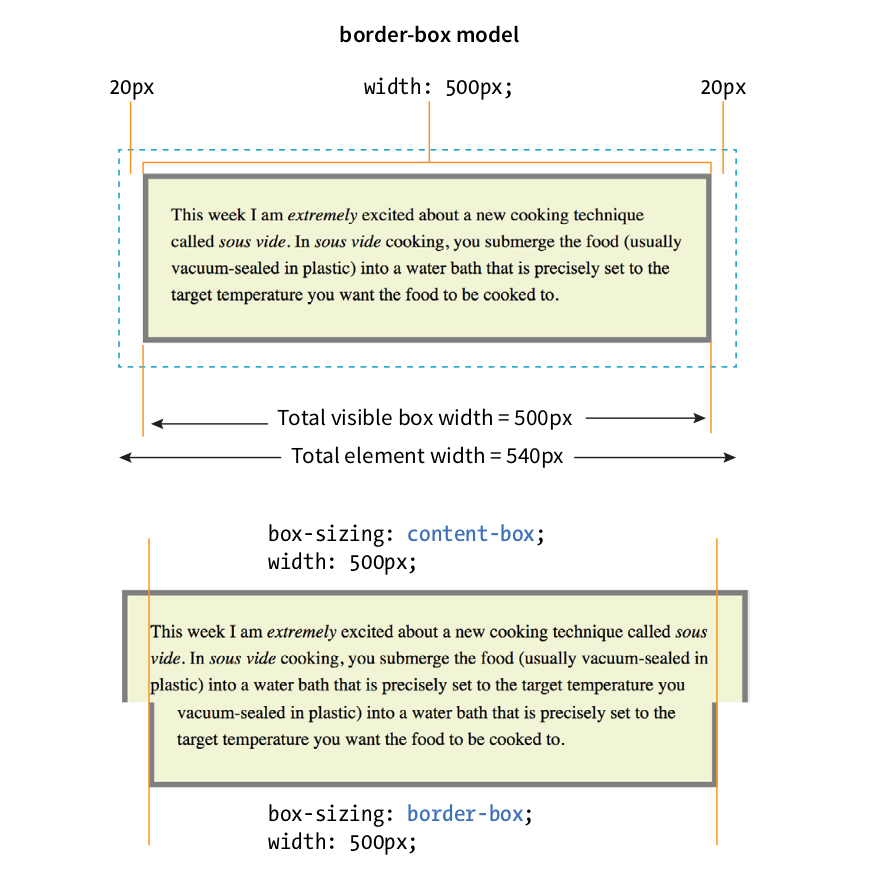 border-box model
20px width: 500px; 20px
This week I am extremely excited about a new cooking technique
called sous vide. In sous vide cooking, you submerge the food (usually
vacuum-sealed in plastic) into a water bath that is precisely set to the
target temperature you want the food to be cooked to.
Total visible box width = 500px
Total element width = 540px
box-sizing: content-box;
width: 500px;
This week I am extremely excited about a new cooking technique called sous
vide. In sous vide cooking, you submerge the food (usually vacuum-sealed in
plastic) into a water bath that is precisely set to the target temperature you
vacuum-sealed in plastic) into a water bath that is precisely set to the
target temperature you want the food to be cooked to.
box-sizing: border-box;
width: 500px;